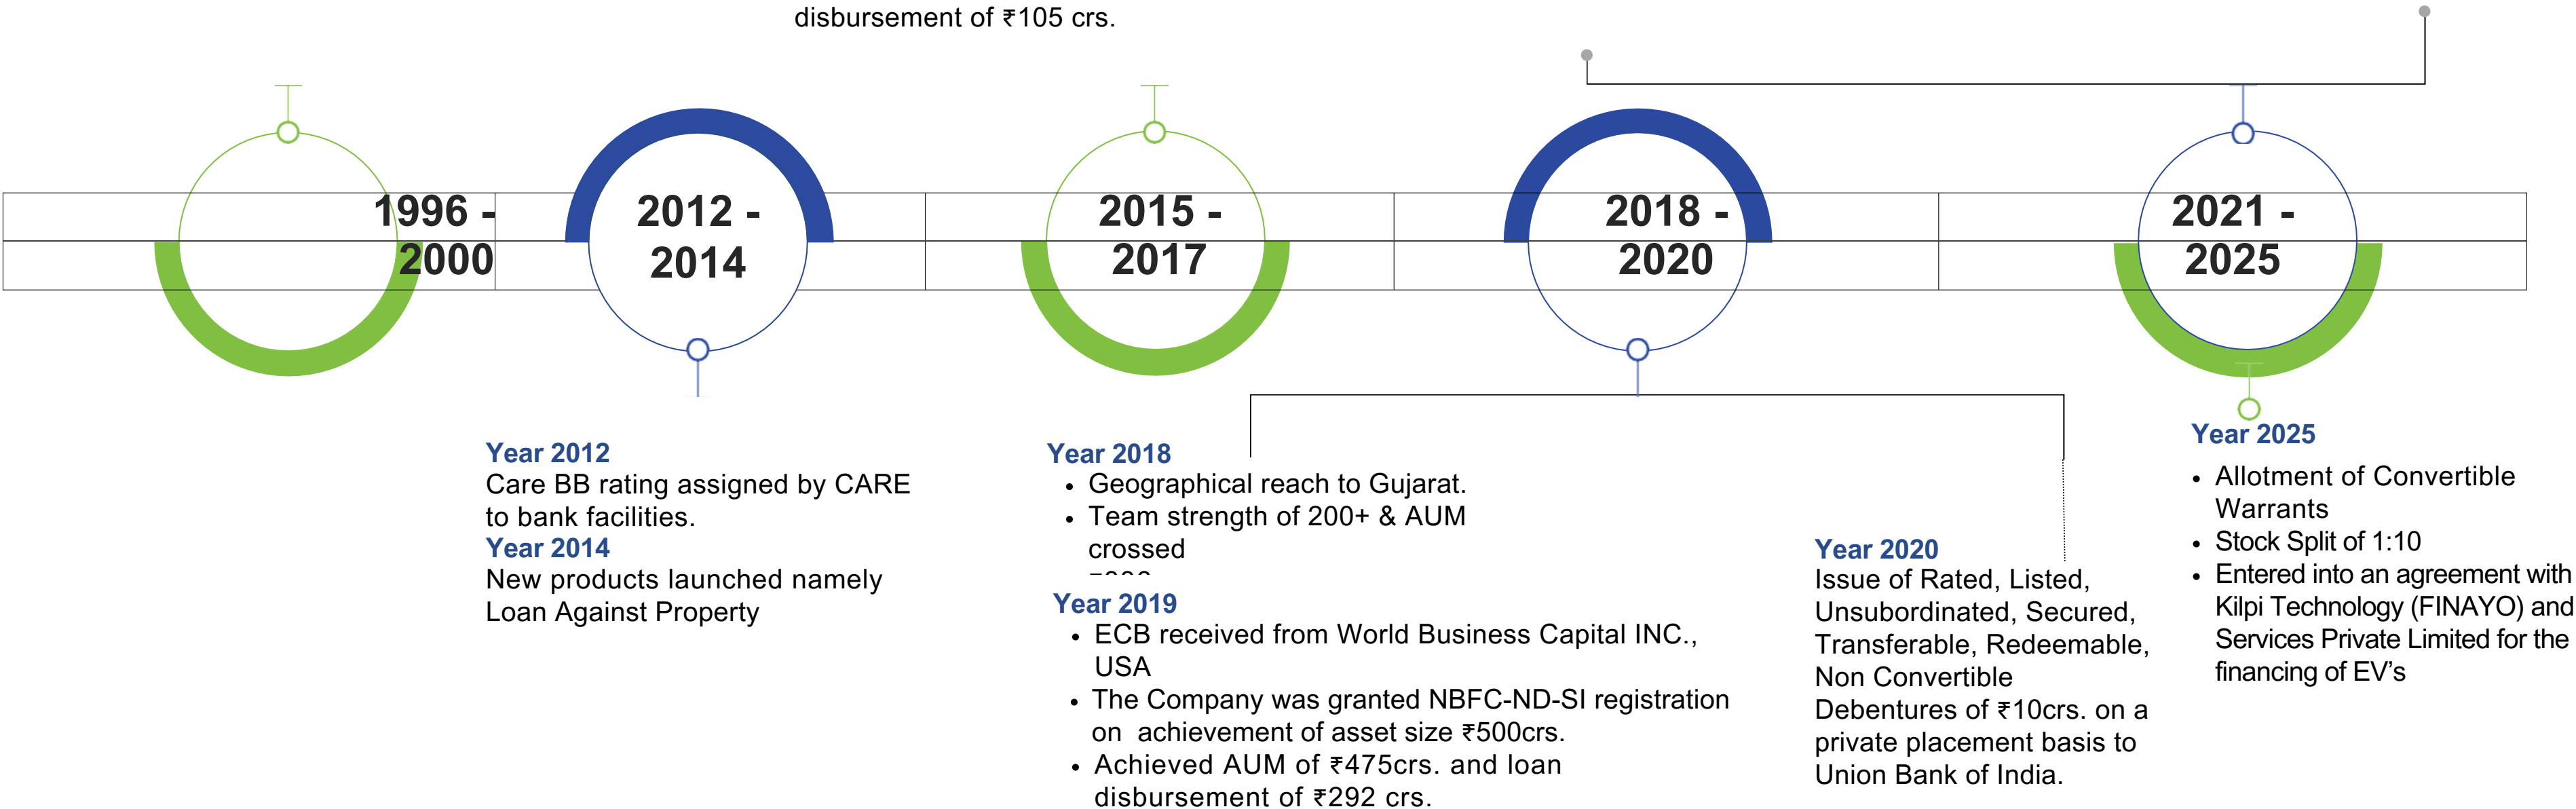 disbursement of ₹105 crs.
1996 -
2000
2012 -
2014
2015 -
2017
2018 -
2020
2021 -
2025
Year 2012
Care BB rating assigned by CARE
to bank facilities.
Year 2014
New products launched namely
Loan Against Property
Year 2018
• Geographical reach to Gujarat.
• Team strength of 200+ & AUM
crossed
Year 2019
• ECB received from World Business Capital INC.,
USA
• The Company was granted NBFC-ND-SI registration
on achievement of asset size ₹500crs.
• Achieved AUM of ₹475crs. and loan
disbursement of ₹292 crs.
Year 2020
Issue of Rated, Listed,
Unsubordinated, Secured,
Transferable, Redeemable,
Non Convertible
Debentures of ₹10crs. on a
private placement basis to
Union Bank of India.
Year 2025
• Allotment of Convertible
Warrants
• Stock Split of 1:10
• Entered into an agreement with
Kilpi Technology (FINAYO) and
Services Private Limited for the
financing of EV’s